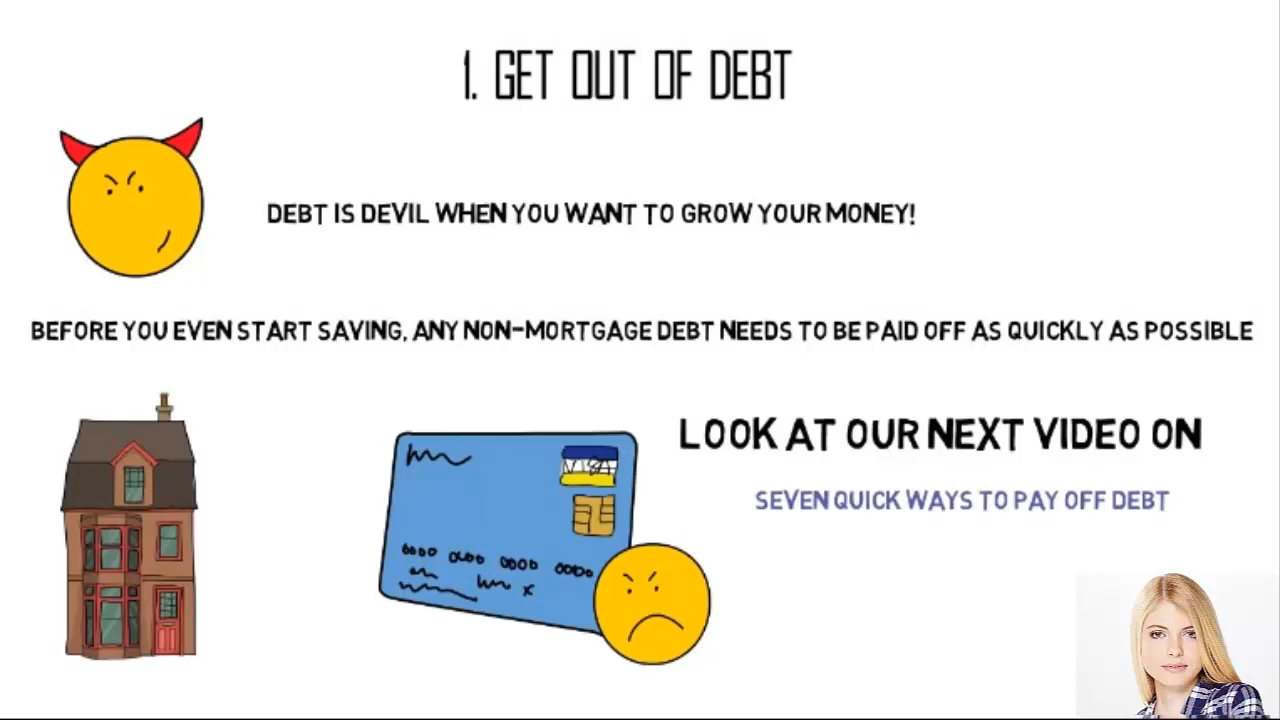 1. GET OUT OF DEBT
DEBT IS DEVIL WHEN YOU WANT TO GROW YOUR MONEY!
BEFORE YOU EVEN START SAVING, ANY NON-MORTGAGE DEBT NEEDS TO BE PAID OFF AS QUICKLY AS POSSIBLE
LOOK AT OUR NEXT VIDEO ON
VISA
SEVEN QUICK WAYS TO PAY OFF DEBT